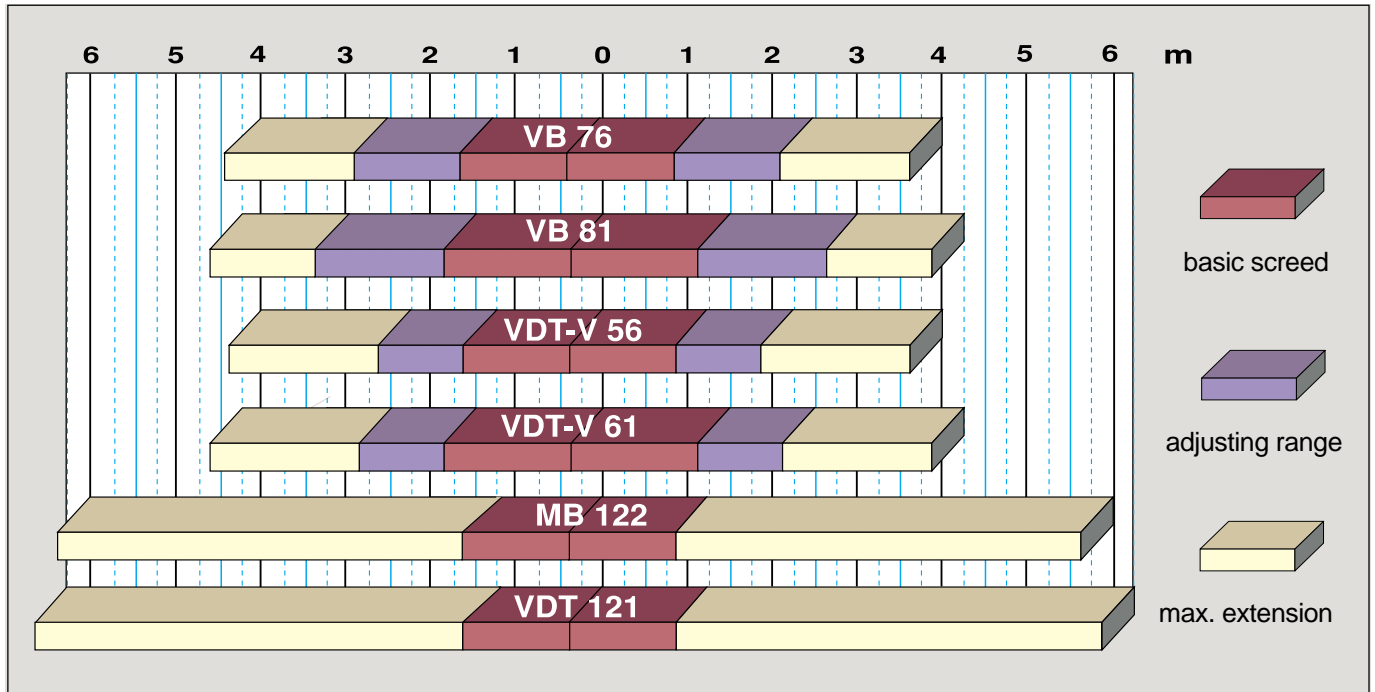 6 5 4 3 2 1 0 1 2 3 4 5 6 m
VB 76
VB 81
VDT-V 56
VDT-V 61
MB 122
VDT 121
basic screed
adjusting range
max. extension